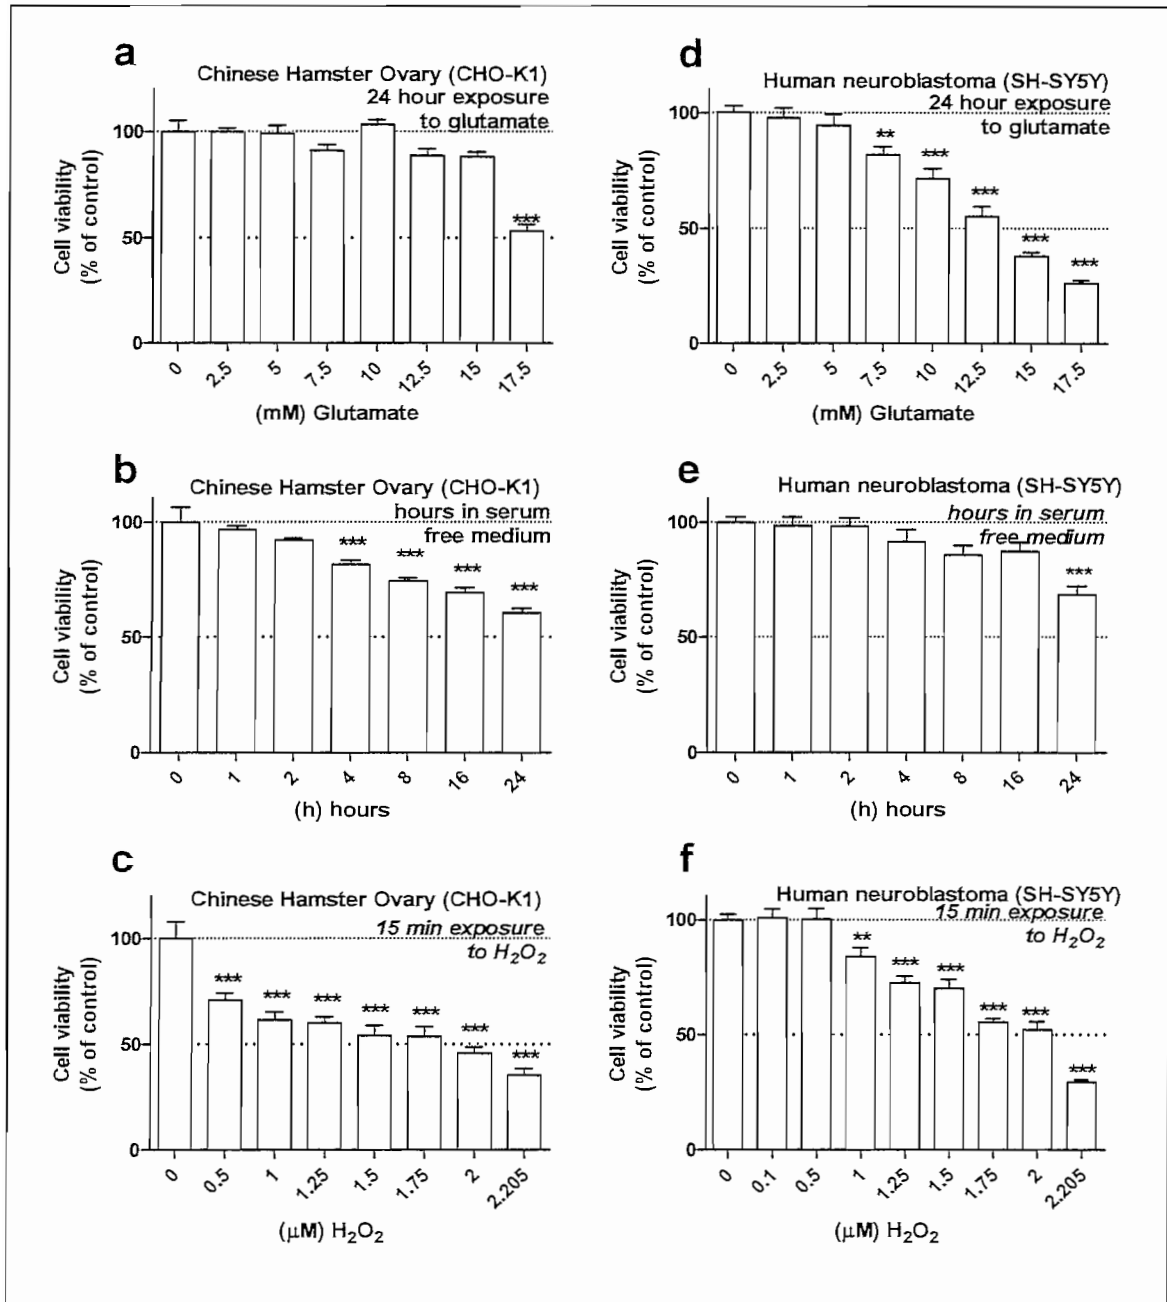 a
Chinese Hamster Ovary (CHO-K1)
24 hour exposure
to glutamate
Cell viability
(% of control)
100
50
0
***
0 2.5 5 7.5 10 12.5 15 17.5
(mM) Glutamate
d
Human neuroblastoma (SH-SY5Y)
24 hour exposure
to glutamate
Cell viability
(% of control)
100
50
0
** *** *** *** ***
0 2.5 5 7.5 10 12.5 15 17.5
(mM) Glutamate
b
Chinese Hamster Ovary (CHO-K1)
hours in serum
free medium
Cell viability
(% of control)
100
50
0
*** *** *** ***
0 1 2 4 8 16 24
(h) hours
e
Human neuroblastoma (SH-SY5Y)
hours in serum
free medium
Cell viability
(% of control)
100
50
0
***
0 1 2 4 8 16 24
(h) hours
c
Chinese Hamster Ovary (CHO-K1)
15 min exposure
to H₂O₂
Cell viability
(% of control)
100
50
0
*** *** *** *** *** *** ***
0 0.5 1 1.25 1.5 1.75 2 2.205
(μM) H₂O₂
f
Human neuroblastoma (SH-SY5Y)
15 min exposure
to H₂O₂
Cell viability
(% of control)
100
50
0
** *** *** *** *** ***
0 0.1 0.5 1 1.25 1.5 1.75 2 2.205
(μM) H₂O₂